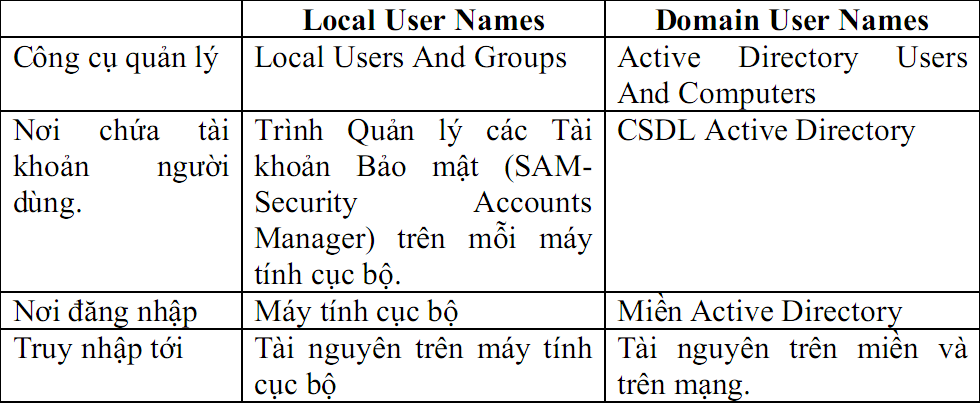 Local User Names
Domain User Names
Công cụ quản lý
Local Users And Groups
Active Directory Users
And Computers
Nơi chứa tài
khoản người
dùng.
Trình Quản lý các Tài
khoản Bảo mật (SAM-
Security Accounts
Manager) trên mỗi máy
tính cục bộ.
CSDL Active Directory
Nơi đăng nhập
Máy tính cục bộ
Miền Active Directory
Truy nhập tới
Tài nguyên trên máy tính
cục bộ
Tài nguyên trên miền và
trên mạng.